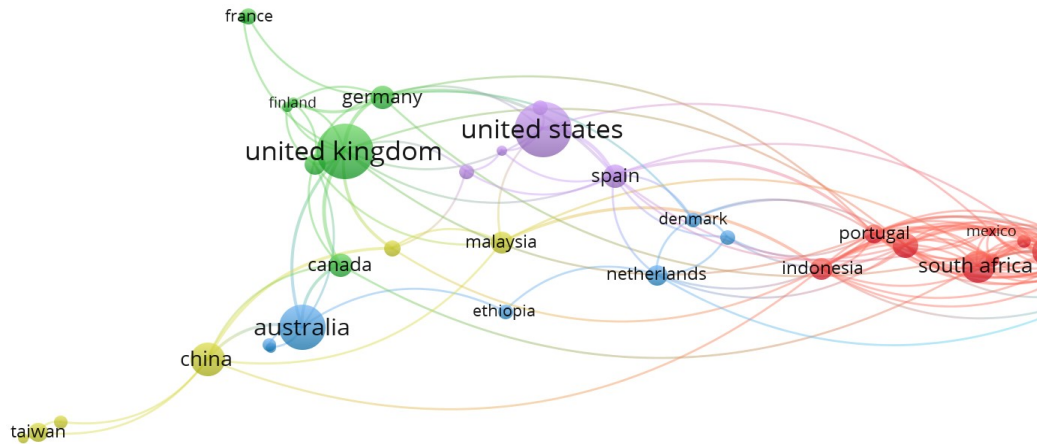 france
finland
germany
united states
united kingdom
spain
denmark
portugal
mexico
malaysia
canada
netherlands
indonesia
south africa
ethiopia
australia
china
taiwan